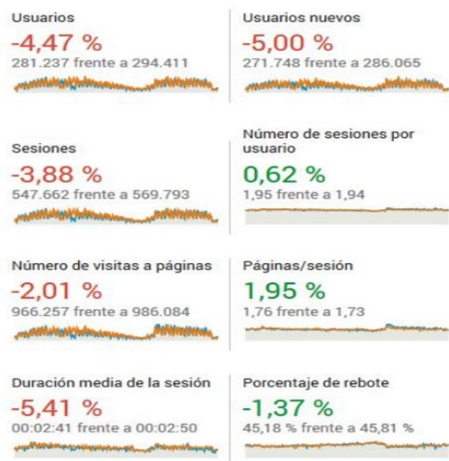 Usuarios
-4,47 %
281.237 frente a 294.411
Usuarios nuevos
-5,00 %
271.748 frente a 286.065
Sesiones
-3,88 %
547.662 frente a 569.793
Número de sesiones por
usuario
0,62 %
1,95 frente a 1,94
Número de visitas a páginas
-2,01 %
966.257 frente a 986.084
Páginas/sesión
1,95 %
1,76 frente a 1,73
Duración media de la sesión
-5,41 %
00:02:41 frente a 00:02:50
Porcentaje de rebote
-1,37 %
45,18 % frente a 45,81 %